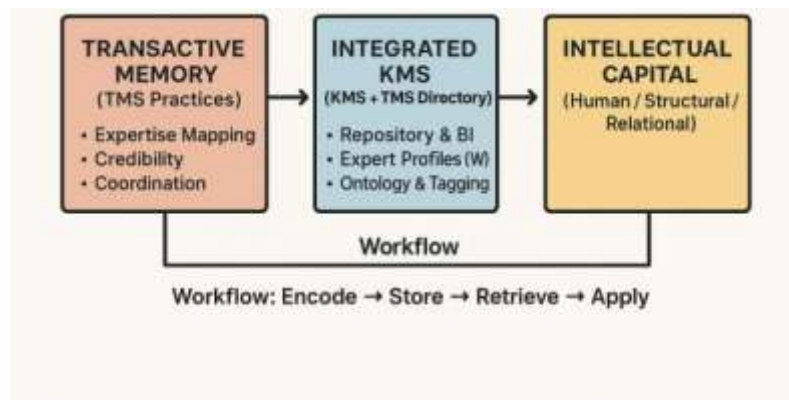 TRANSACTIVE
MEMORY
(TMS Practices)
• Expertise Mapping
• Credibility
• Coordination
INTEGRATED
KMS
(KMS + TMS Directory)
• Repository & BI
• Expert Profiles (W)
• Ontology & Tagging
INTELLECTUAL
CAPITAL
(Human / Structural /
Relational)
Workflow
Workflow: Encode → Store → Retrieve → Apply